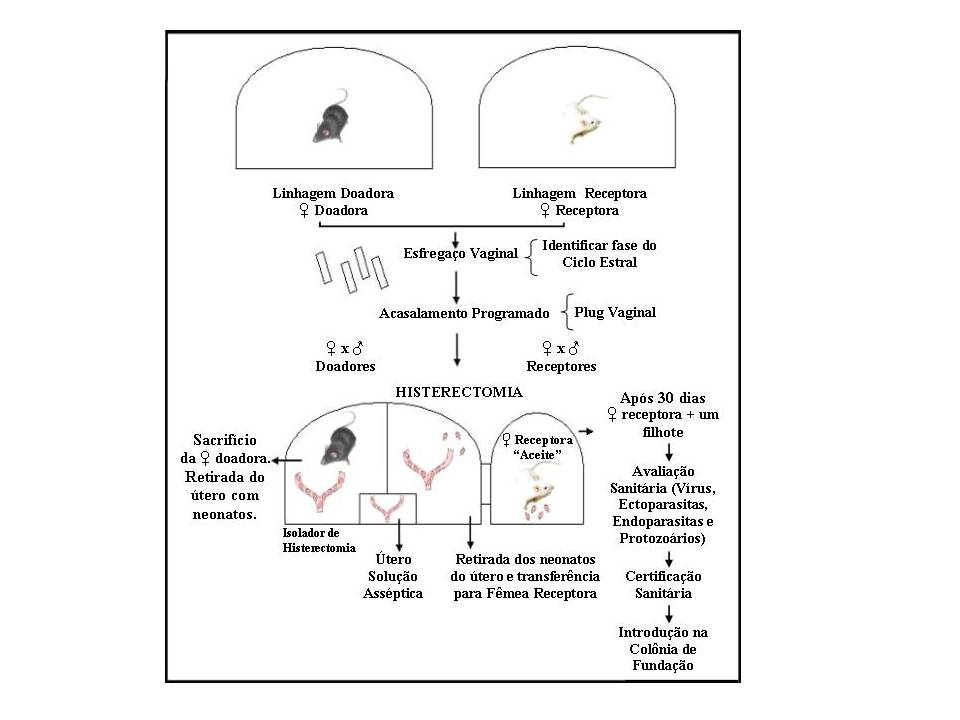 Linhagem Doadora
♀ Doadora
Linhagem Receptora
♀ Receptora
Esfregaço Vaginal
Identificar fase do
Ciclo Estral
Acasalamento Programado
Plug Vaginal
♀ x ♂
Doadores
♀ x ♂
Receptores
HISTERECTOMIA
Sacrifício
da ♀ doadora.
Retirada do
útero com
neonatos.
♀ Receptora
“Aceite”
Isolador de
Histerectomia
Útero
Solução
Asséptica
Retirada dos neonatos
do útero e transferência
para Fêmea Receptora
Após 30 dias
♀ receptora + um
filhote
Avaliação
Sanitária (Vírus,
Ectoparasitas,
Endoparasitas e
Protozoários)
Certificação
Sanitária
Introdução na
Colônia de
Fundação